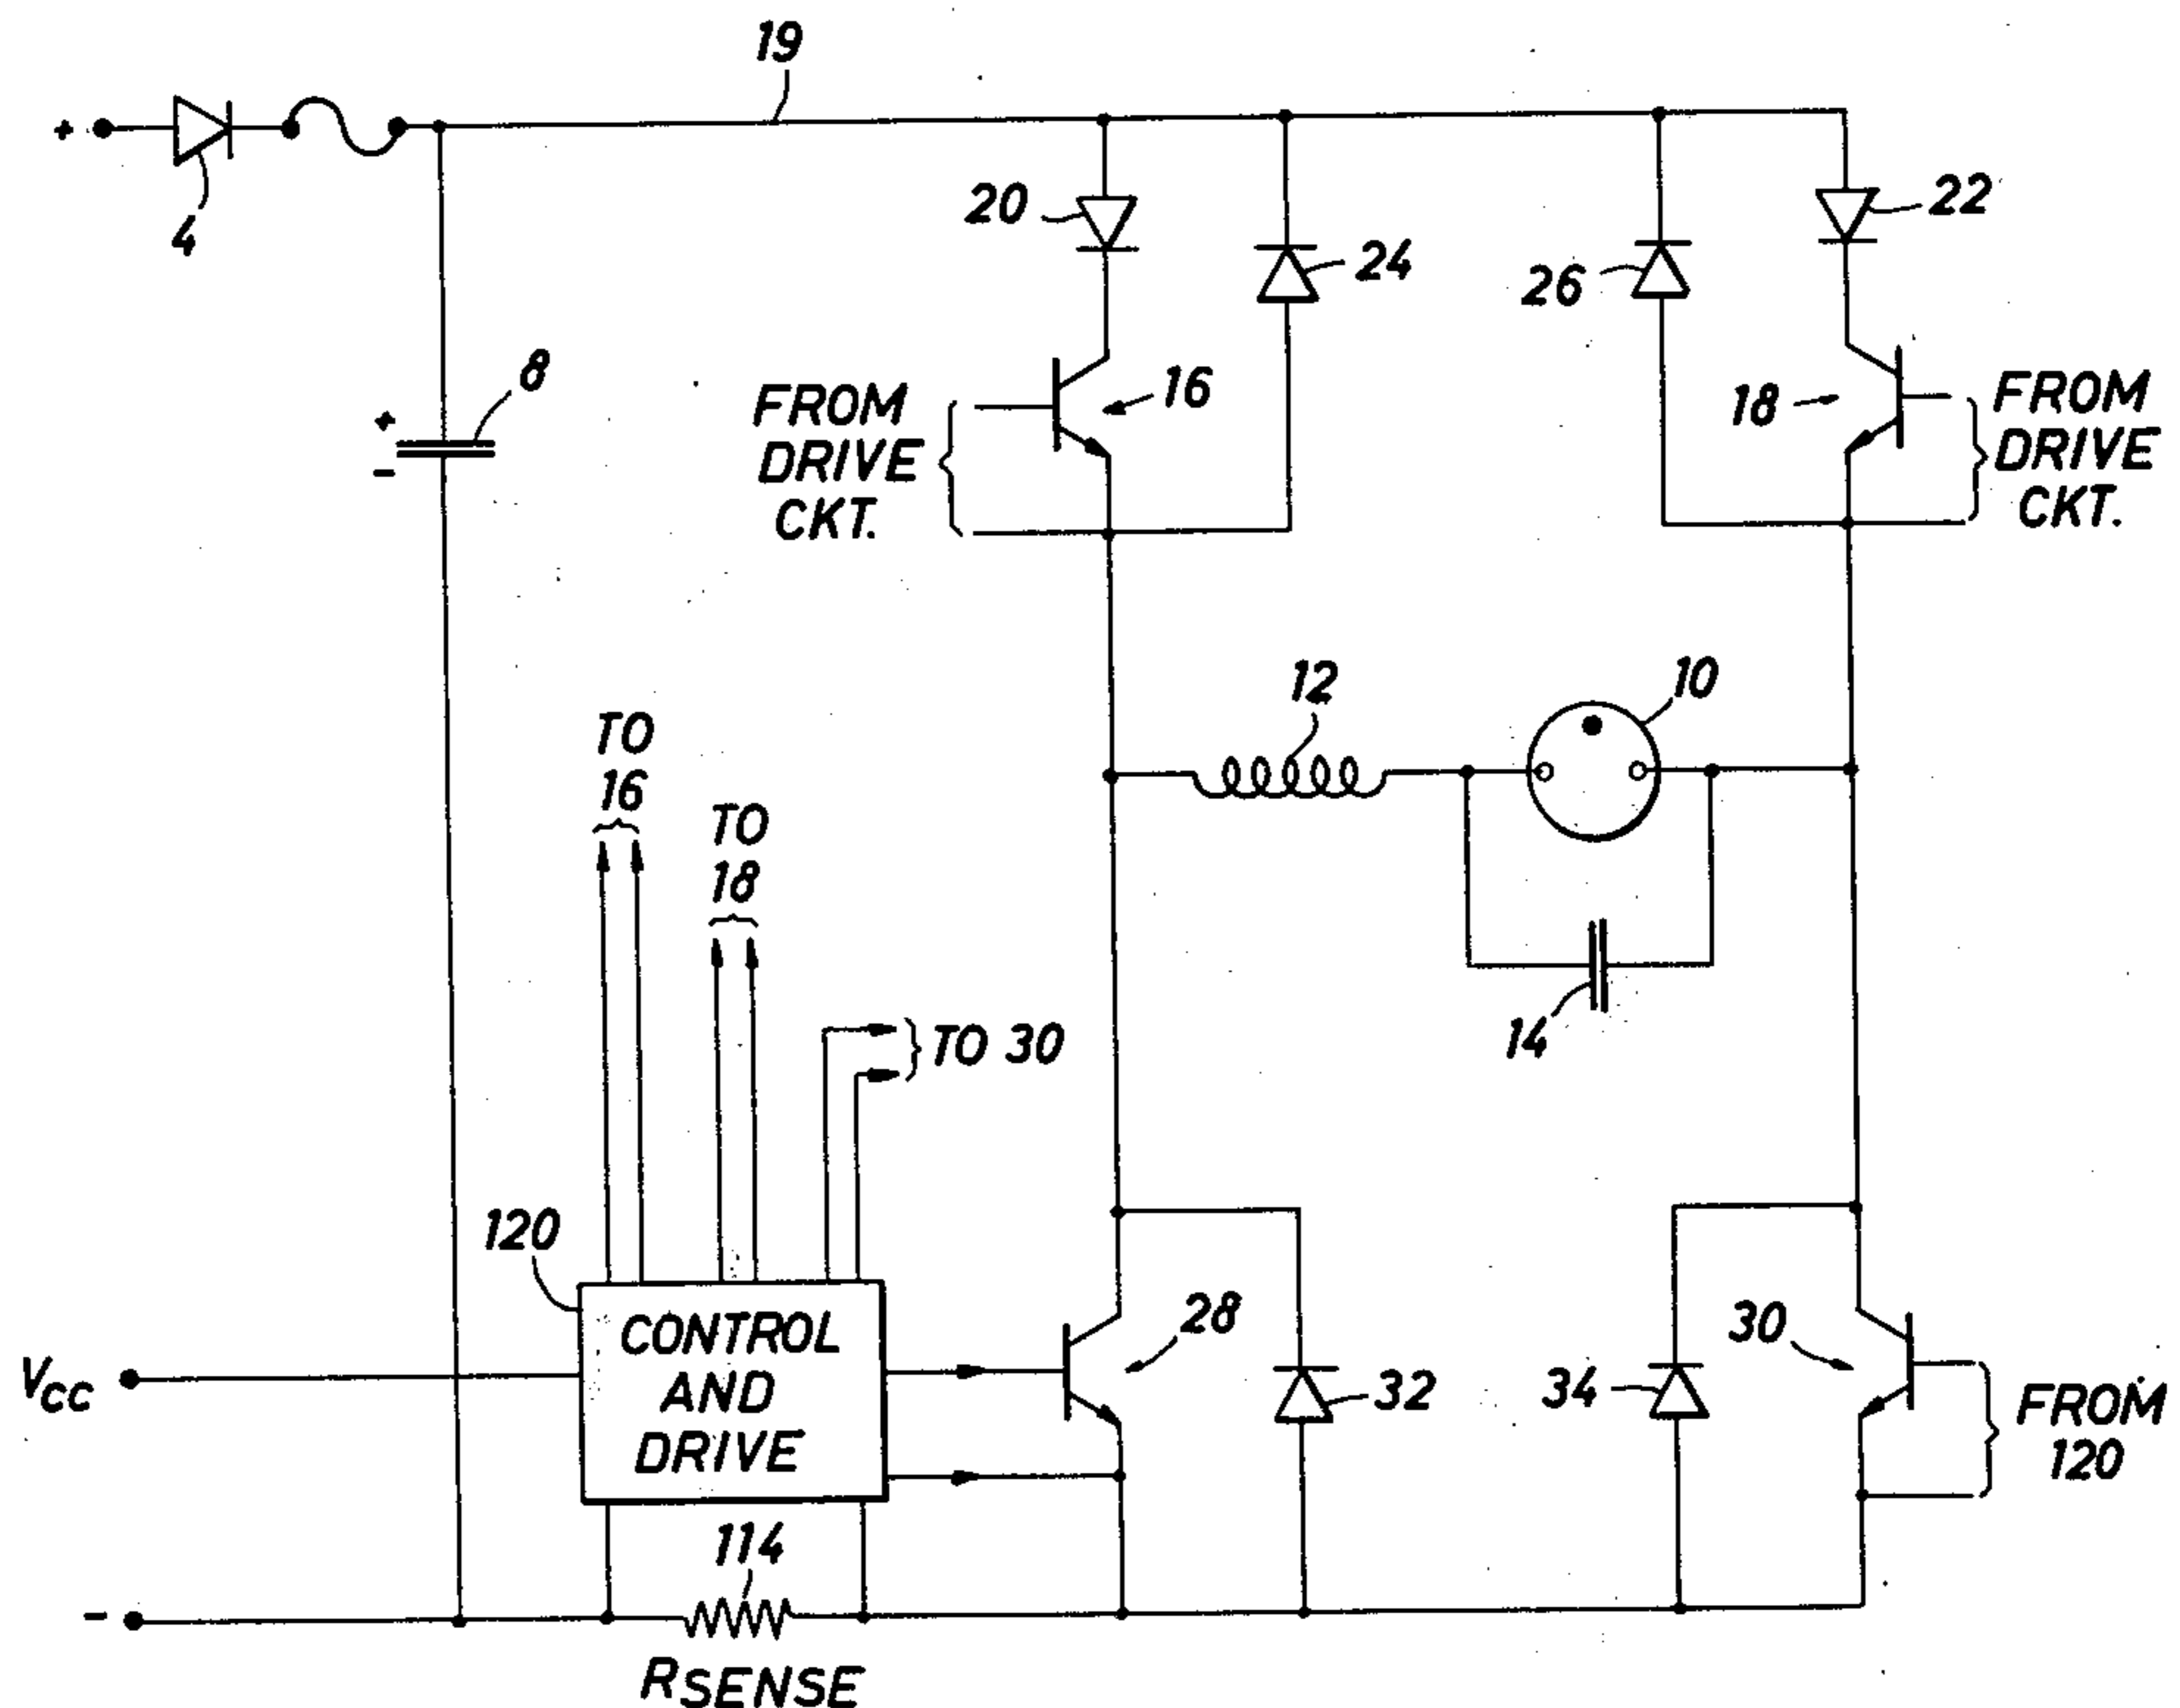 19
+
4
20
22
24
26
+
8
-
16
18
FROM
DRIVE
CKT.
FROM
DRIVE
CKT.
12
10
TO
16
TO
18
TO 30
14
120
CONTROL
AND
DRIVE
28
30
32
34
VCC
FROM
120
114
-
RSENSE